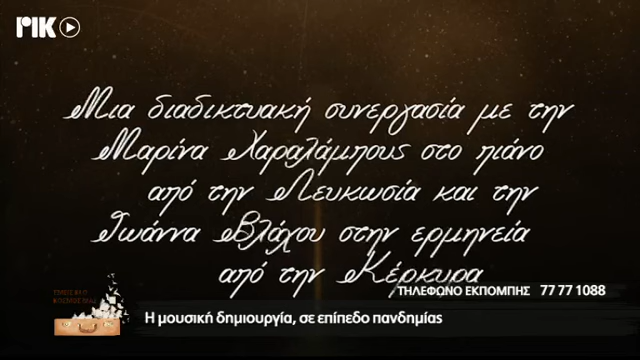 ΡΙΚ
Μια διαδικτυακή συνεργασία με την
Μαρίνα Χαραλάμπους στο πιάνο
από την Λευκωσία και την
Ιωάννα Βλάχου στην ερμηνεία
από την Κέρκυρα
ΤΗΛΕΦΩΝΟ ΕΚΠΟΜΠΗΣ 77 77 1088
Η μουσική δημιουργία, σε επίπεδο πανδημίας